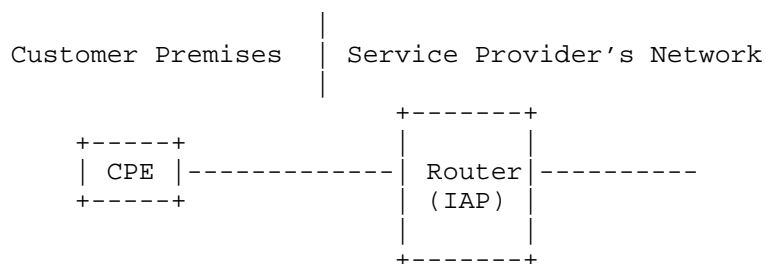 Customer Premises | Service Provider's Network
CPE
Router
(IAP)